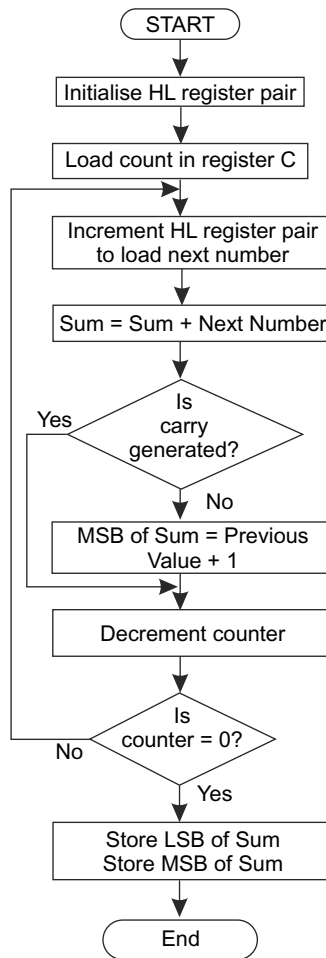 START
Initialise HL register pair
Load count in register C
Increment HL register pair
to load next number
Sum = Sum + Next Number
Is
carry
generated?
Yes
No
MSB of Sum = Previous
Value + 1
Decrement counter
Is
counter = 0?
No
Yes
Store LSB of Sum
Store MSB of Sum
End